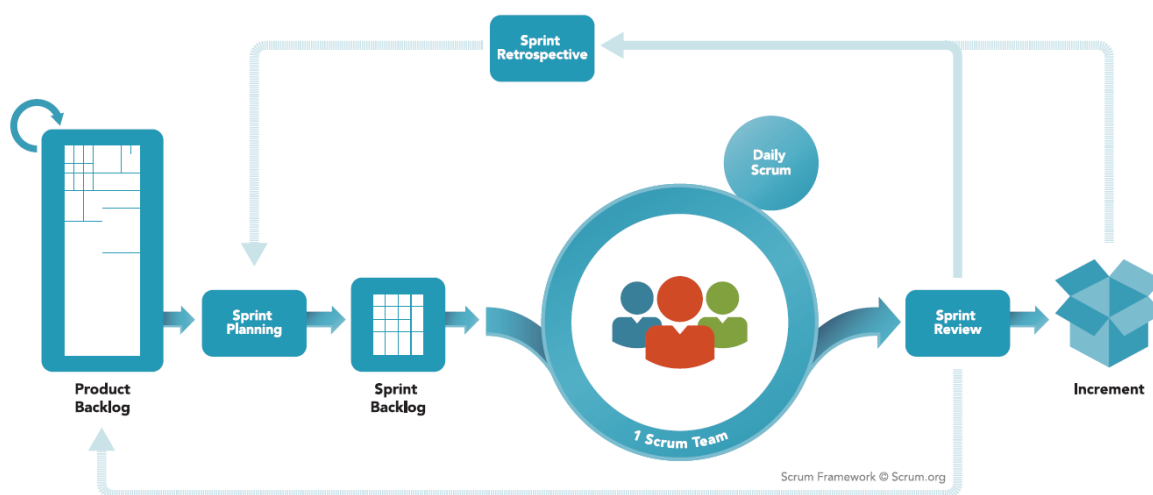 Sprint
Retrospective
Daily
Scrum
Product
Backlog
Sprint
Planning
Sprint
Backlog
1 Scrum Team
Sprint
Review
Increment
Scrum Framework © Scrum.org